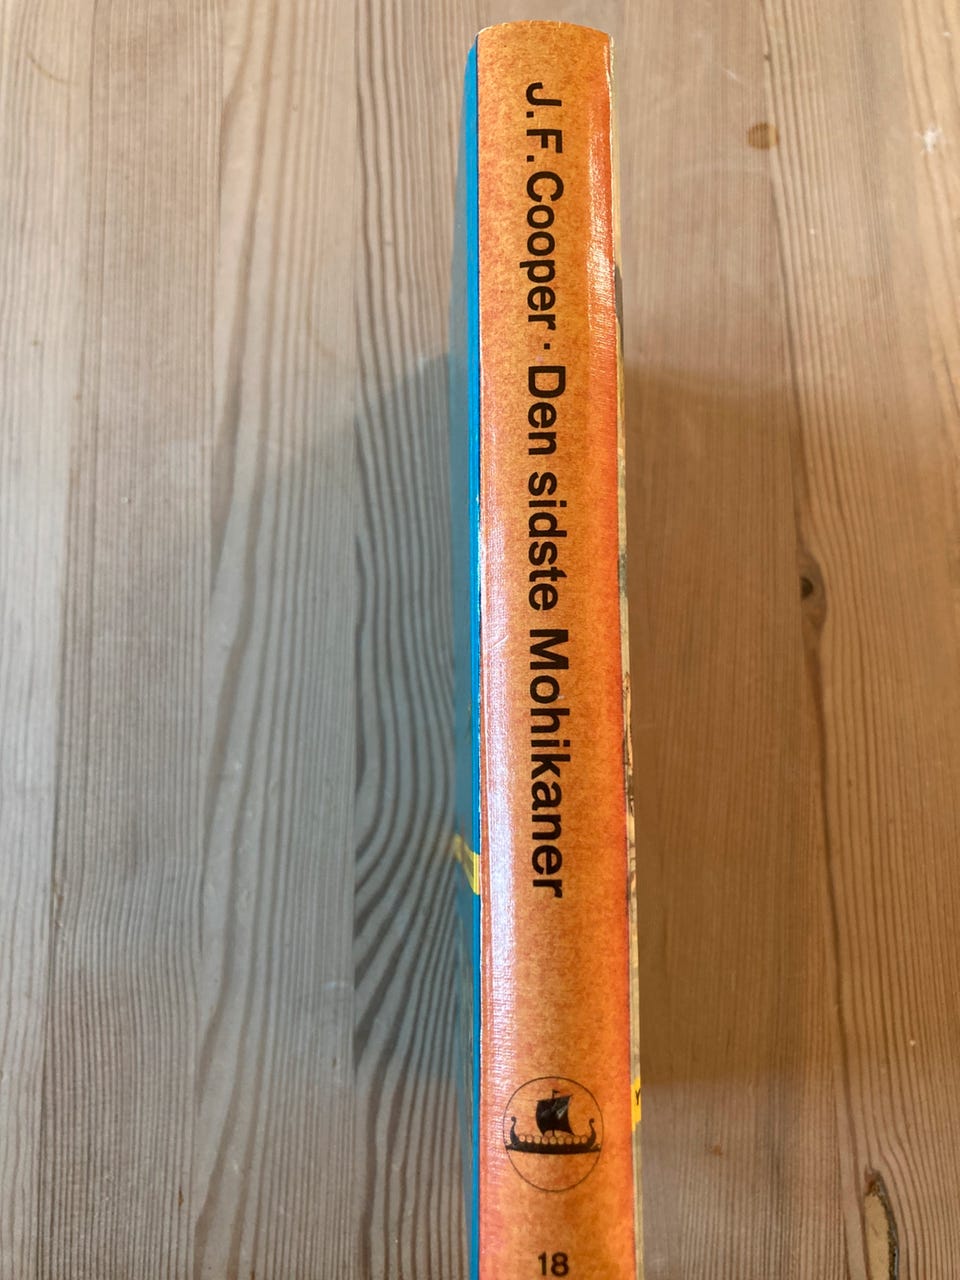 J. F. Cooper · Den sidste Mohikaner
18